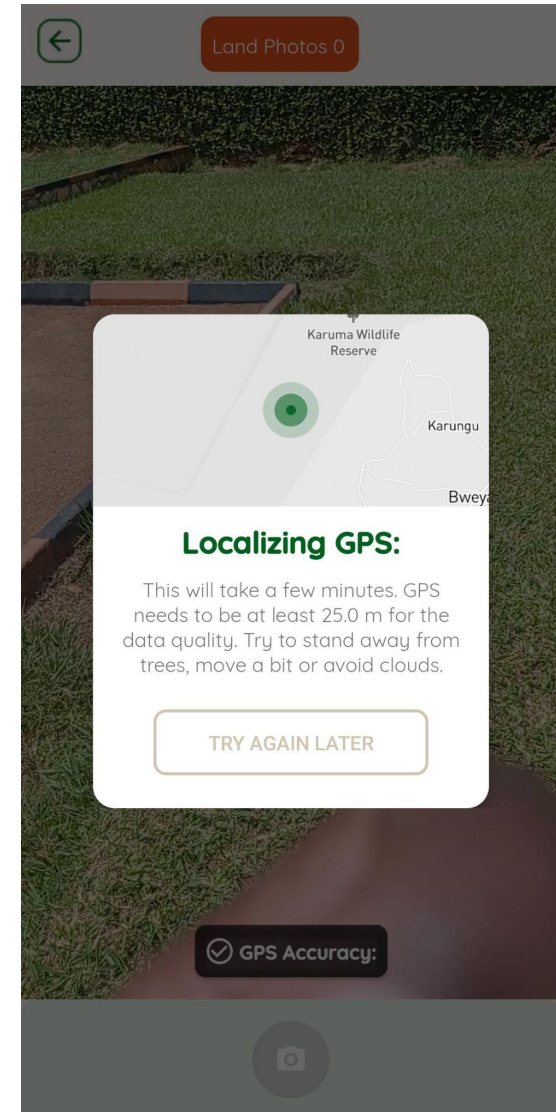 Land Photos 0
Karuma Wildlife
Reserve
Karungu
Localizing GPS:
This will take a few minutes. GPS
needs to be at least 25.0 m for the
data quality. Try to stand away from
trees, move a bit or avoid clouds.
TRY AGAIN LATER
GPS Accuracy: